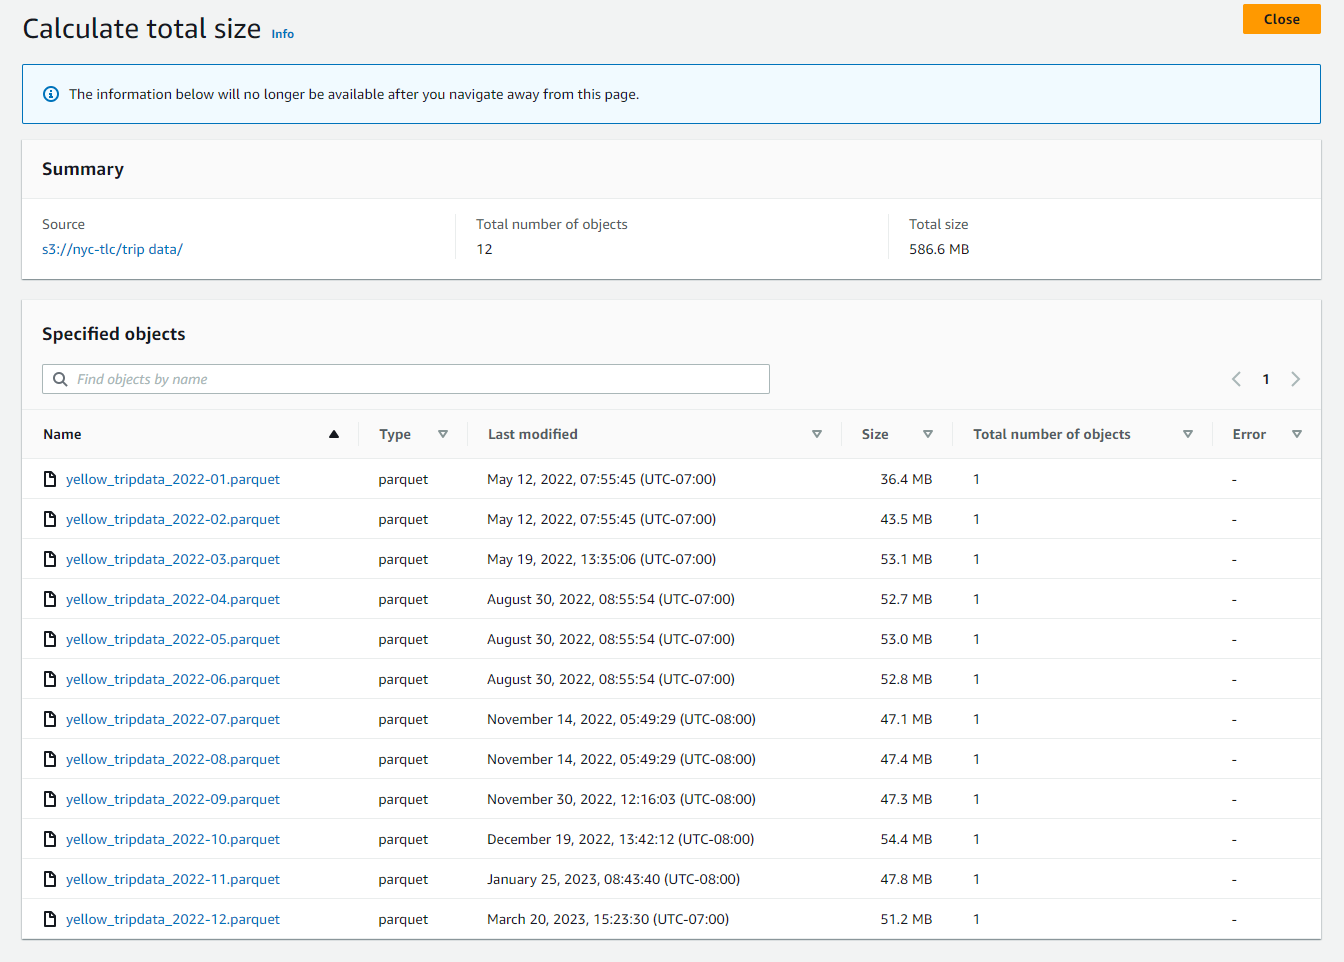 Calculate total size Info
Close
The information below will no longer be available after you navigate away from this page.
Summary
Source Total number of objects Total size
s3://nyc-tlc/trip data/ 12 586.6 MB
Specified objects
Find objects by name 1
Name Type Last modified Size Total number of objects Error
yellow_tripdata_2022-01.parquet parquet May 12, 2022, 07:55:45 (UTC-07:00) 36.4 MB 1 -
yellow_tripdata_2022-02.parquet parquet May 12, 2022, 07:55:45 (UTC-07:00) 43.5 MB 1 -
yellow_tripdata_2022-03.parquet parquet May 19, 2022, 13:35:06 (UTC-07:00) 53.1 MB 1 -
yellow_tripdata_2022-04.parquet parquet August 30, 2022, 08:55:54 (UTC-07:00) 52.7 MB 1 -
yellow_tripdata_2022-05.parquet parquet August 30, 2022, 08:55:54 (UTC-07:00) 53.0 MB 1 -
yellow_tripdata_2022-06.parquet parquet August 30, 2022, 08:55:54 (UTC-07:00) 52.8 MB 1 -
yellow_tripdata_2022-07.parquet parquet November 14, 2022, 05:49:29 (UTC-08:00) 47.1 MB 1 -
yellow_tripdata_2022-08.parquet parquet November 14, 2022, 05:49:29 (UTC-08:00) 47.4 MB 1 -
yellow_tripdata_2022-09.parquet parquet November 30, 2022, 12:16:03 (UTC-08:00) 47.3 MB 1 -
yellow_tripdata_2022-10.parquet parquet December 19, 2022, 13:42:12 (UTC-08:00) 54.4 MB 1 -
yellow_tripdata_2022-11.parquet parquet January 25, 2023, 08:43:40 (UTC-08:00) 47.8 MB 1 -
yellow_tripdata_2022-12.parquet parquet March 20, 2023, 15:23:30 (UTC-07:00) 51.2 MB 1 -